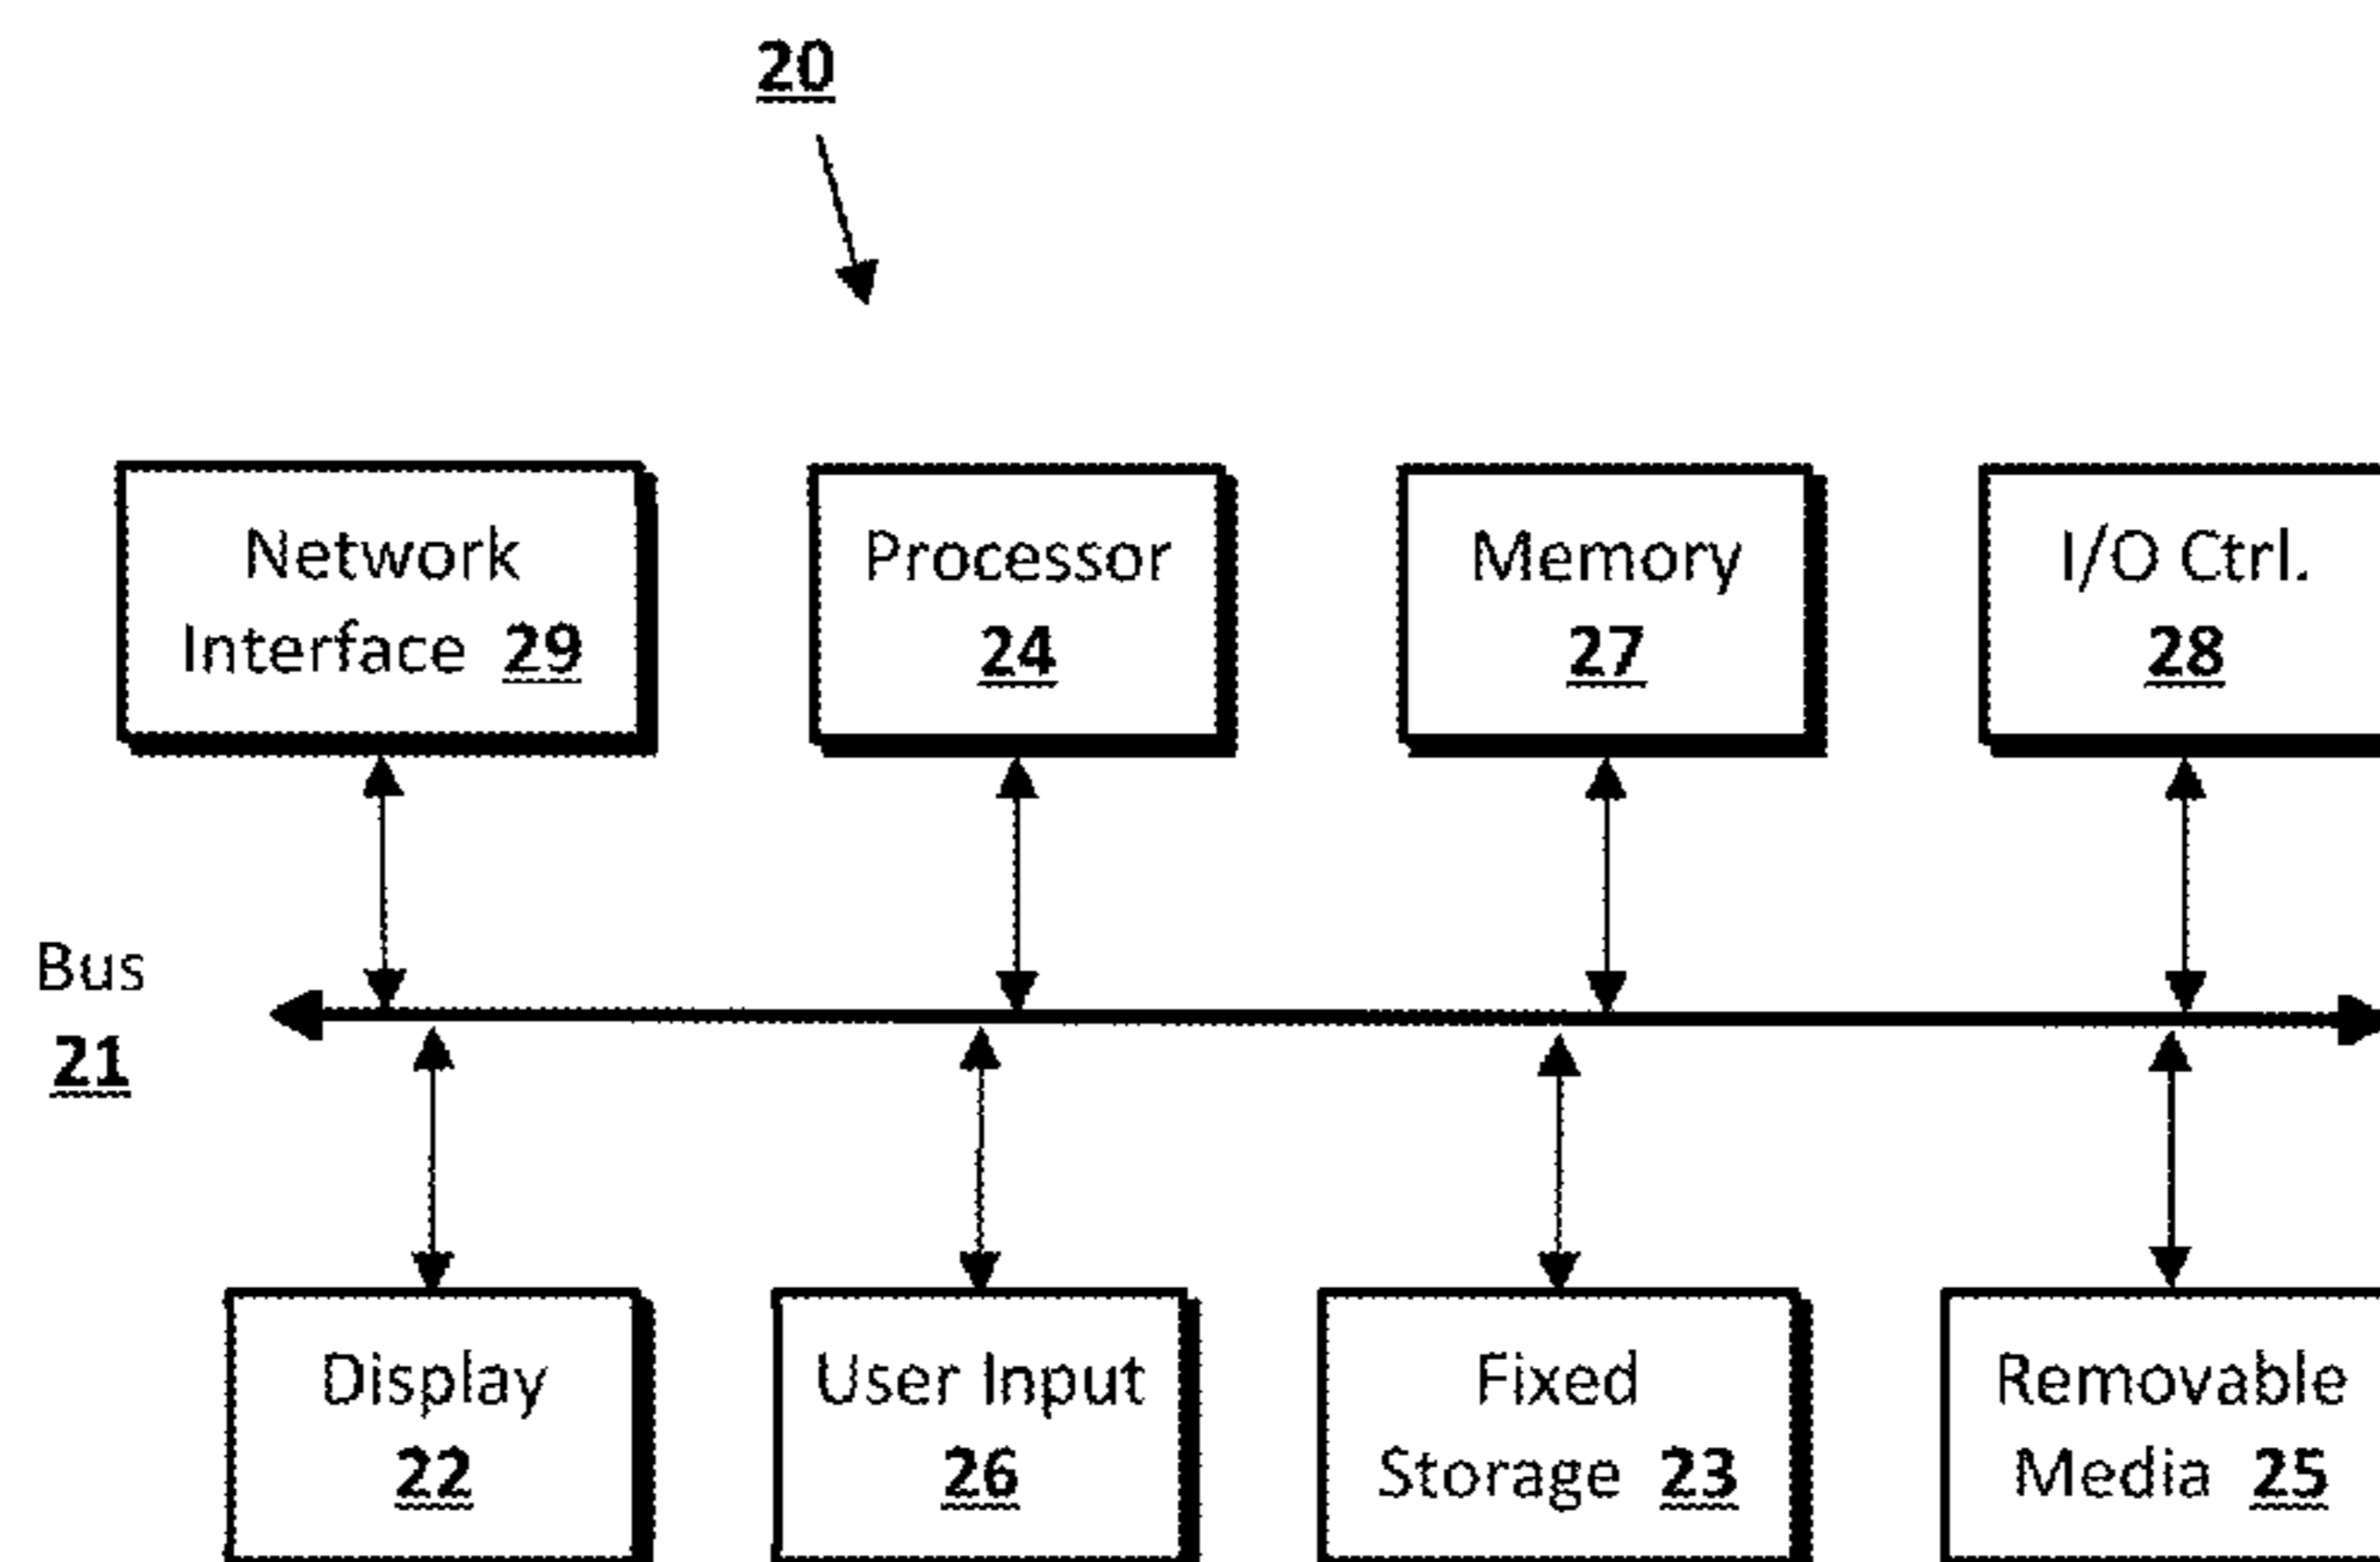 20
Network
Interface 29
Processor
24
Memory
27
I/O Ctrl.
28
Bus
21
Display
22
User Input
26
Fixed
Storage 23
Removable
Media 25